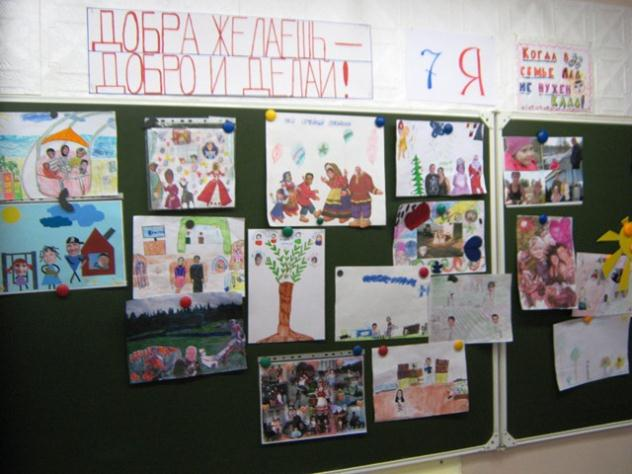 ДОБРА ЖЕЛАЕШЬ —
ДОБРО И ДЕЛАЙ!
7 Я
КОГДА В
СЕМЬЕ ЛАД
НЕ НУЖЕН
КЛАД!